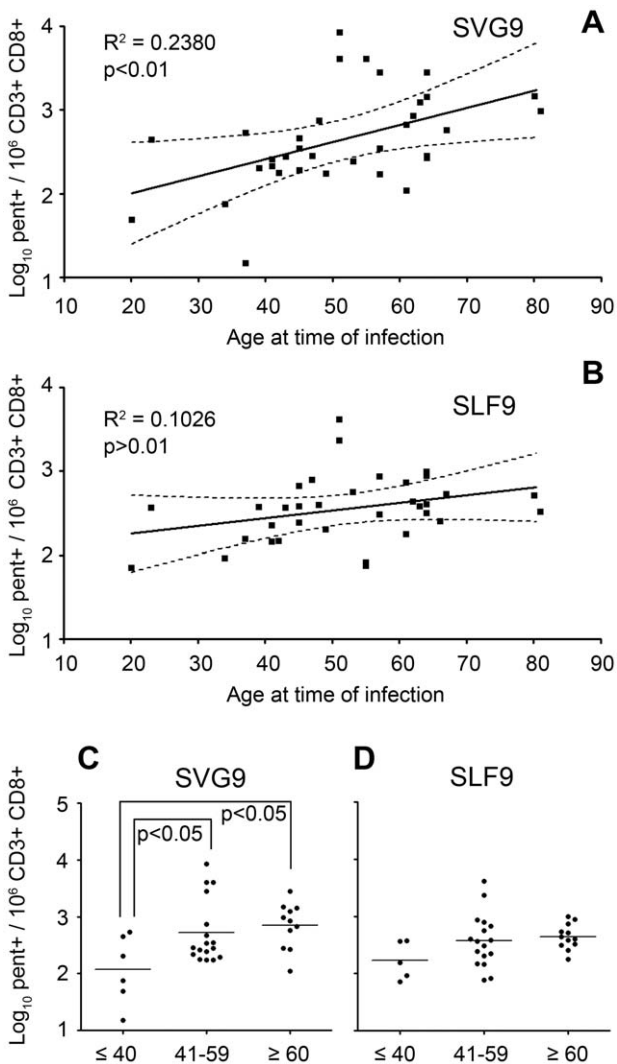 A
SVG9
R² = 0.2380
p<0.01
Log₁₀ pent+ / 10⁶ CD3+ CD8+
4
3
2
1
10 20 30 40 50 60 70 80 90
Age at time of infection
B
SLF9
R² = 0.1026
p>0.01
Log₁₀ pent+ / 10⁶ CD3+ CD8+
4
3
2
1
10 20 30 40 50 60 70 80 90
Age at time of infection
C
SVG9
p<0.05
p<0.05
Log₁₀ pent+ / 10⁶ CD3+ CD8+
5
4
3
2
1
≤ 40 41-59 ≥ 60
D
SLF9
≤ 40 41-59 ≥ 60